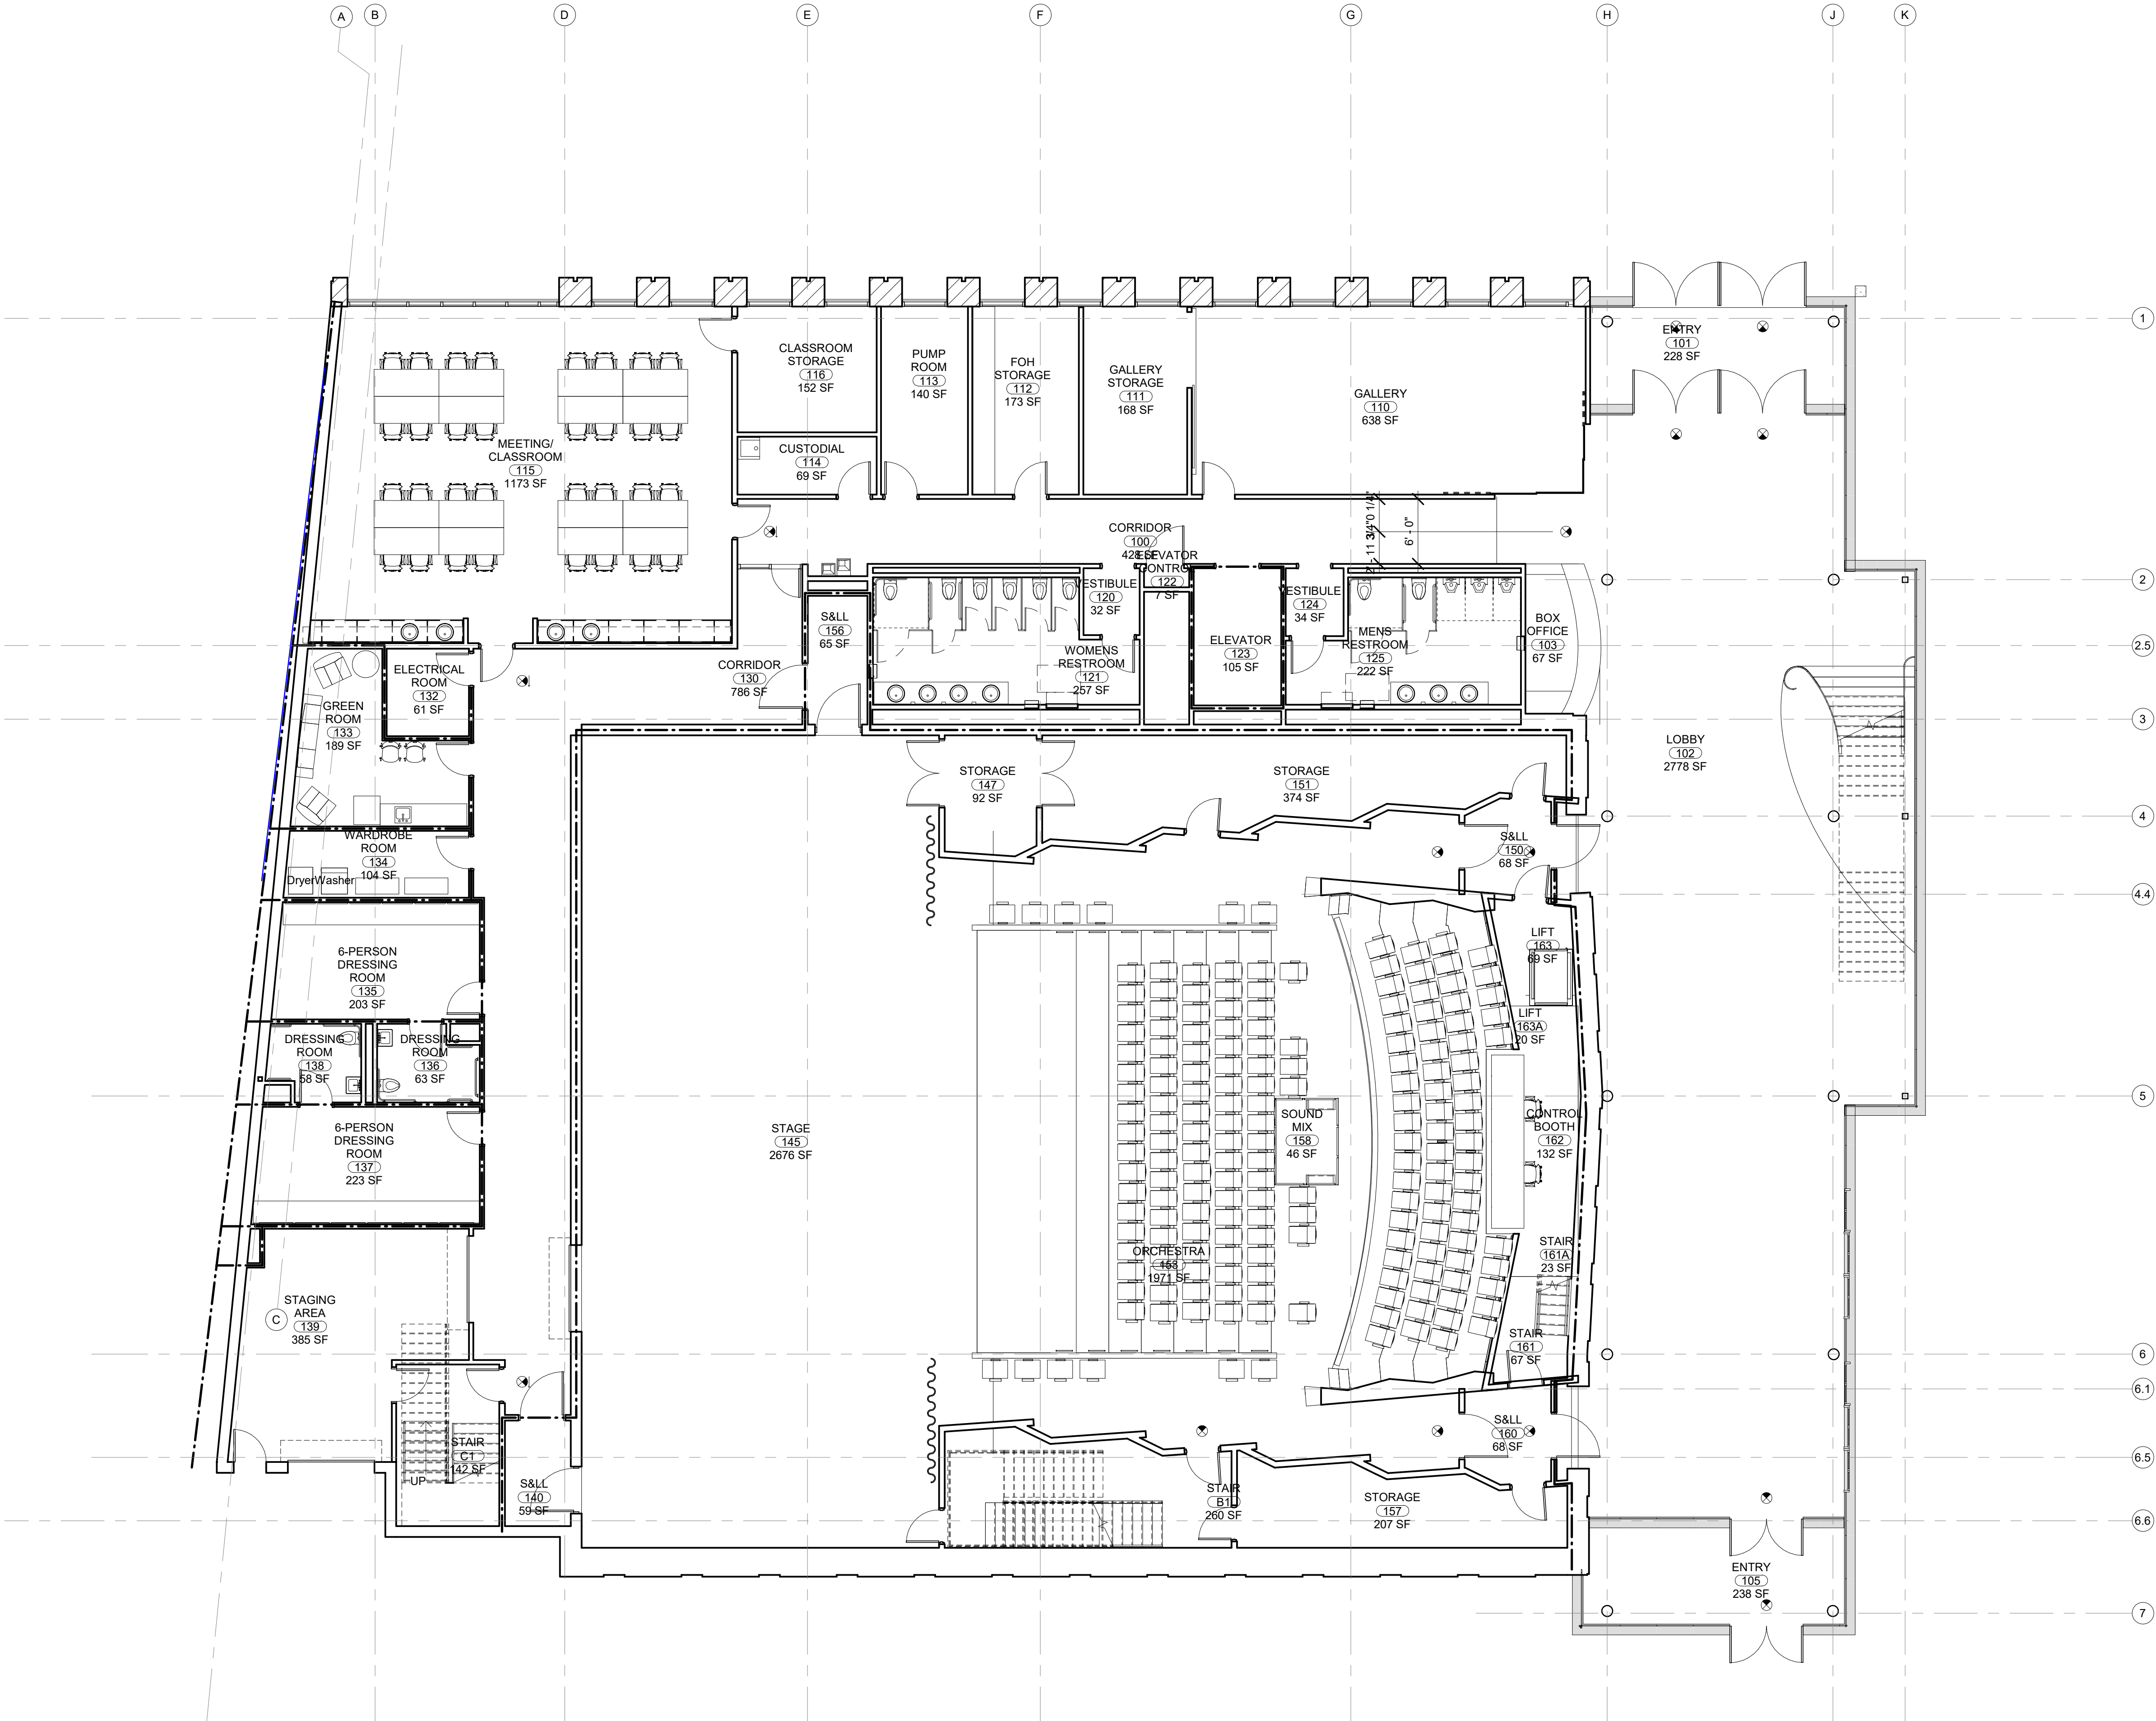 A
B
D
E
F
G
H
J
K
1
ENTRY
101
228 SF
CLASSROOM
STORAGE
116
152 SF
PUMP
ROOM
113
140 SF
FOH
STORAGE
112
173 SF
GALLERY
STORAGE
111
168 SF
GALLERY
110
638 SF
MEETING/
CLASSROOM
115
1173 SF
CUSTODIAL
114
69 SF
CORRIDOR
100
428 SF
6' - 0"
ELEVATOR
CONTROL
122
7 SF
VESTIBULE
120
32 SF
VESTIBULE
124
34 SF
2
S&LL
156
65 SF
ELEVATOR
123
105 SF
MENS
RESTROOM
125
222 SF
BOX
OFFICE
103
67 SF
WOMENS
RESTROOM
121
257 SF
2.5
CORRIDOR
130
786 SF
ELECTRICAL
ROOM
132
61 SF
GREEN
ROOM
133
189 SF
3
LOBBY
102
2778 SF
STORAGE
147
92 SF
STORAGE
151
374 SF
4
WARDROBE
ROOM
134
104 SF
DryerWasher
S&LL
150
68 SF
4.4
LIFT
163
69 SF
6-PERSON
DRESSING
ROOM
135
203 SF
LIFT
163A
20 SF
DRESSING
ROOM
138
58 SF
DRESSING
ROOM
136
63 SF
5
6-PERSON
DRESSING
ROOM
137
223 SF
STAGE
145
2676 SF
SOUND
MIX
158
46 SF
CONTROL
BOOTH
162
132 SF
ORCHESTRA
153
1971 SF
STAIR
161A
23 SF
STAGING
AREA
139
385 SF
C
STAIR
161
67 SF
6
6.1
S&LL
160
68 SF
STAIR
C1
142 SF
UP
6.5
S&LL
140
59 SF
STAIR
B1
260 SF
STORAGE
157
207 SF
6.6
ENTRY
105
238 SF
7